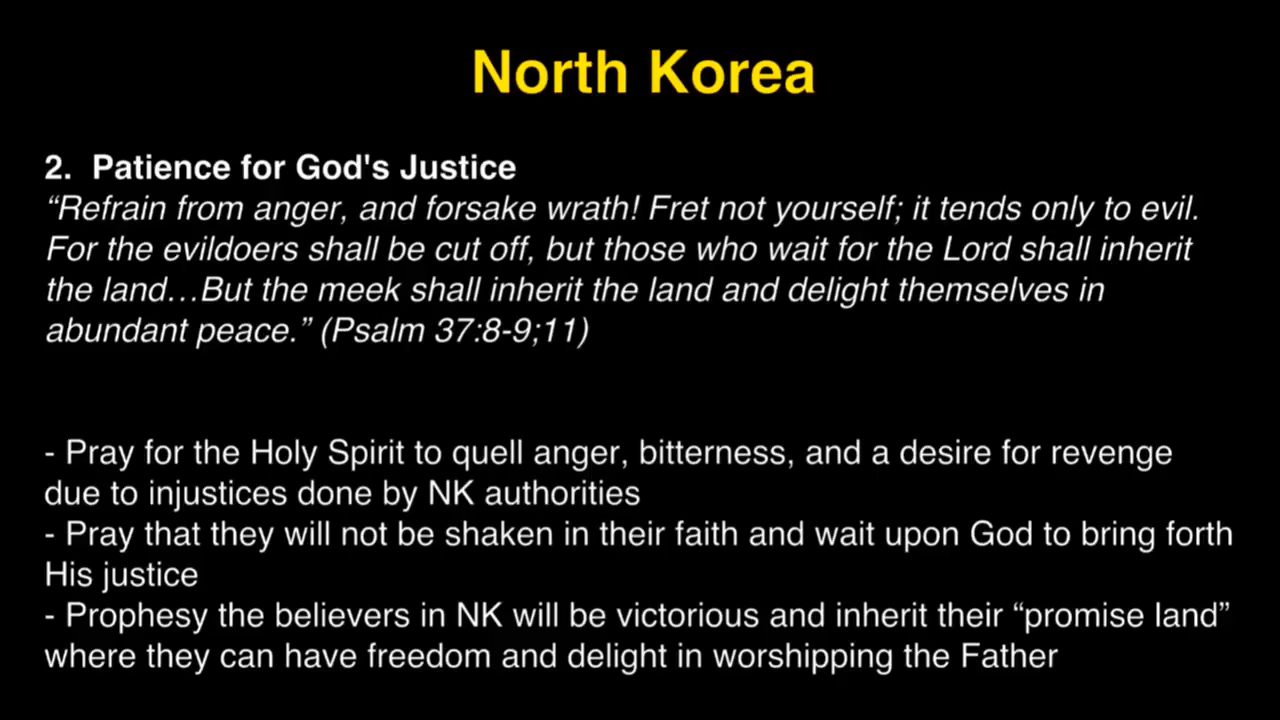 North Korea
2. Patience for God's Justice
“Refrain from anger, and forsake wrath! Fret not yourself; it tends only to evil.
For the evildoers shall be cut off, but those who wait for the Lord shall inherit
the land…But the meek shall inherit the land and delight themselves in
abundant peace.” (Psalm 37:8-9;11)
- Pray for the Holy Spirit to quell anger, bitterness, and a desire for revenge
due to injustices done by NK authorities
- Pray that they will not be shaken in their faith and wait upon God to bring forth
His justice
- Prophesy the believers in NK will be victorious and inherit their “promise land”
where they can have freedom and delight in worshipping the Father